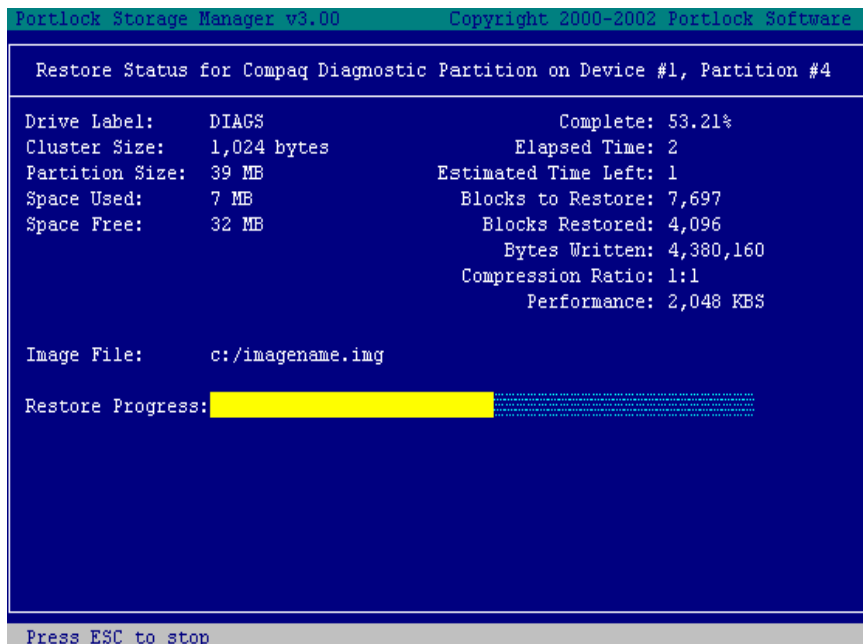 Portlock Storage Manager v3.00 Copyright 2000-2002 Portlock Software
Restore Status for Compaq Diagnostic Partition on Device #1, Partition #4
Drive Label: DIAGS Complete: 53.21%
Cluster Size: 1,024 bytes Elapsed Time: 2
Partition Size: 39 MB Estimated Time Left: 1
Space Used: 7 MB Blocks to Restore: 7,697
Space Free: 32 MB Blocks Restored: 4,096
Bytes Written: 4,380,160
Compression Ratio: 1:1
Performance: 2,048 KBS
Image File: c:/imagename.img
Restore Progress:
Press ESC to stop